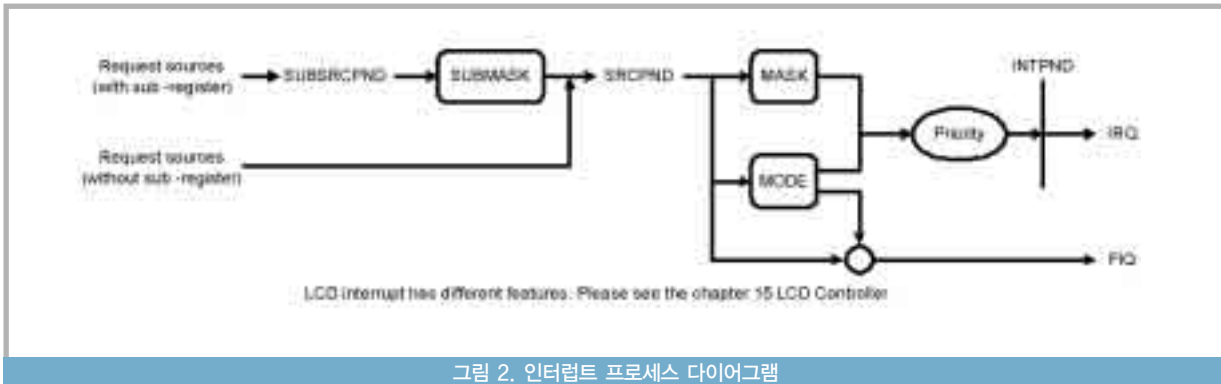 Request sources
(with sub -register)
SUBSRCPND
SUBMASK
SRCPND
MASK
INTPND
Priority
IRQ
Request sources
(without sub -register)
MODE
FIQ
LCD interrupt has different features. Please see the chapter 15 LCD Controller
그림 2. 인터럽트 프로세스 다이어그램